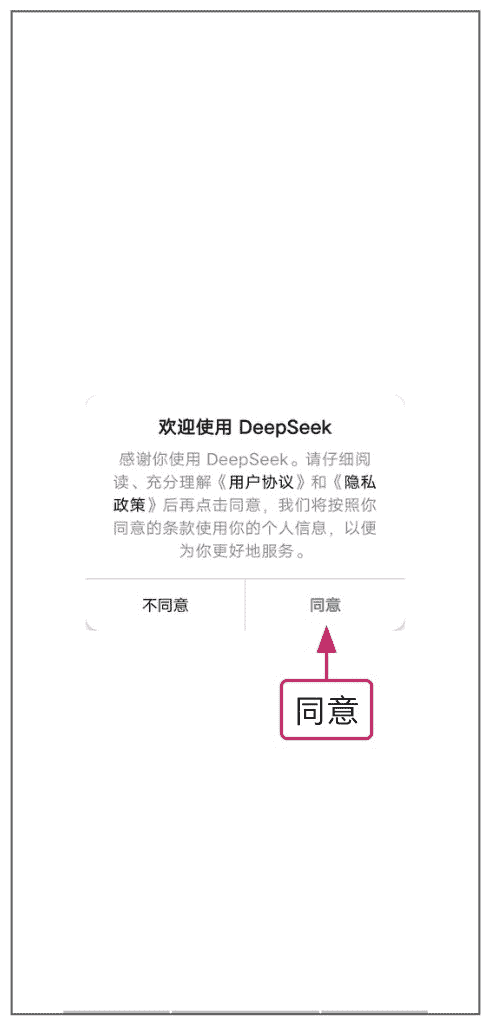 欢迎使用 DeepSeek
感谢你使用 DeepSeek。请仔细阅
读、充分理解《用户协议》和《隐私
政策》后再点击同意，我们将按照你
同意的条款使用你的个人信息，以便
为你更好地服务。
不同意 同意
同意